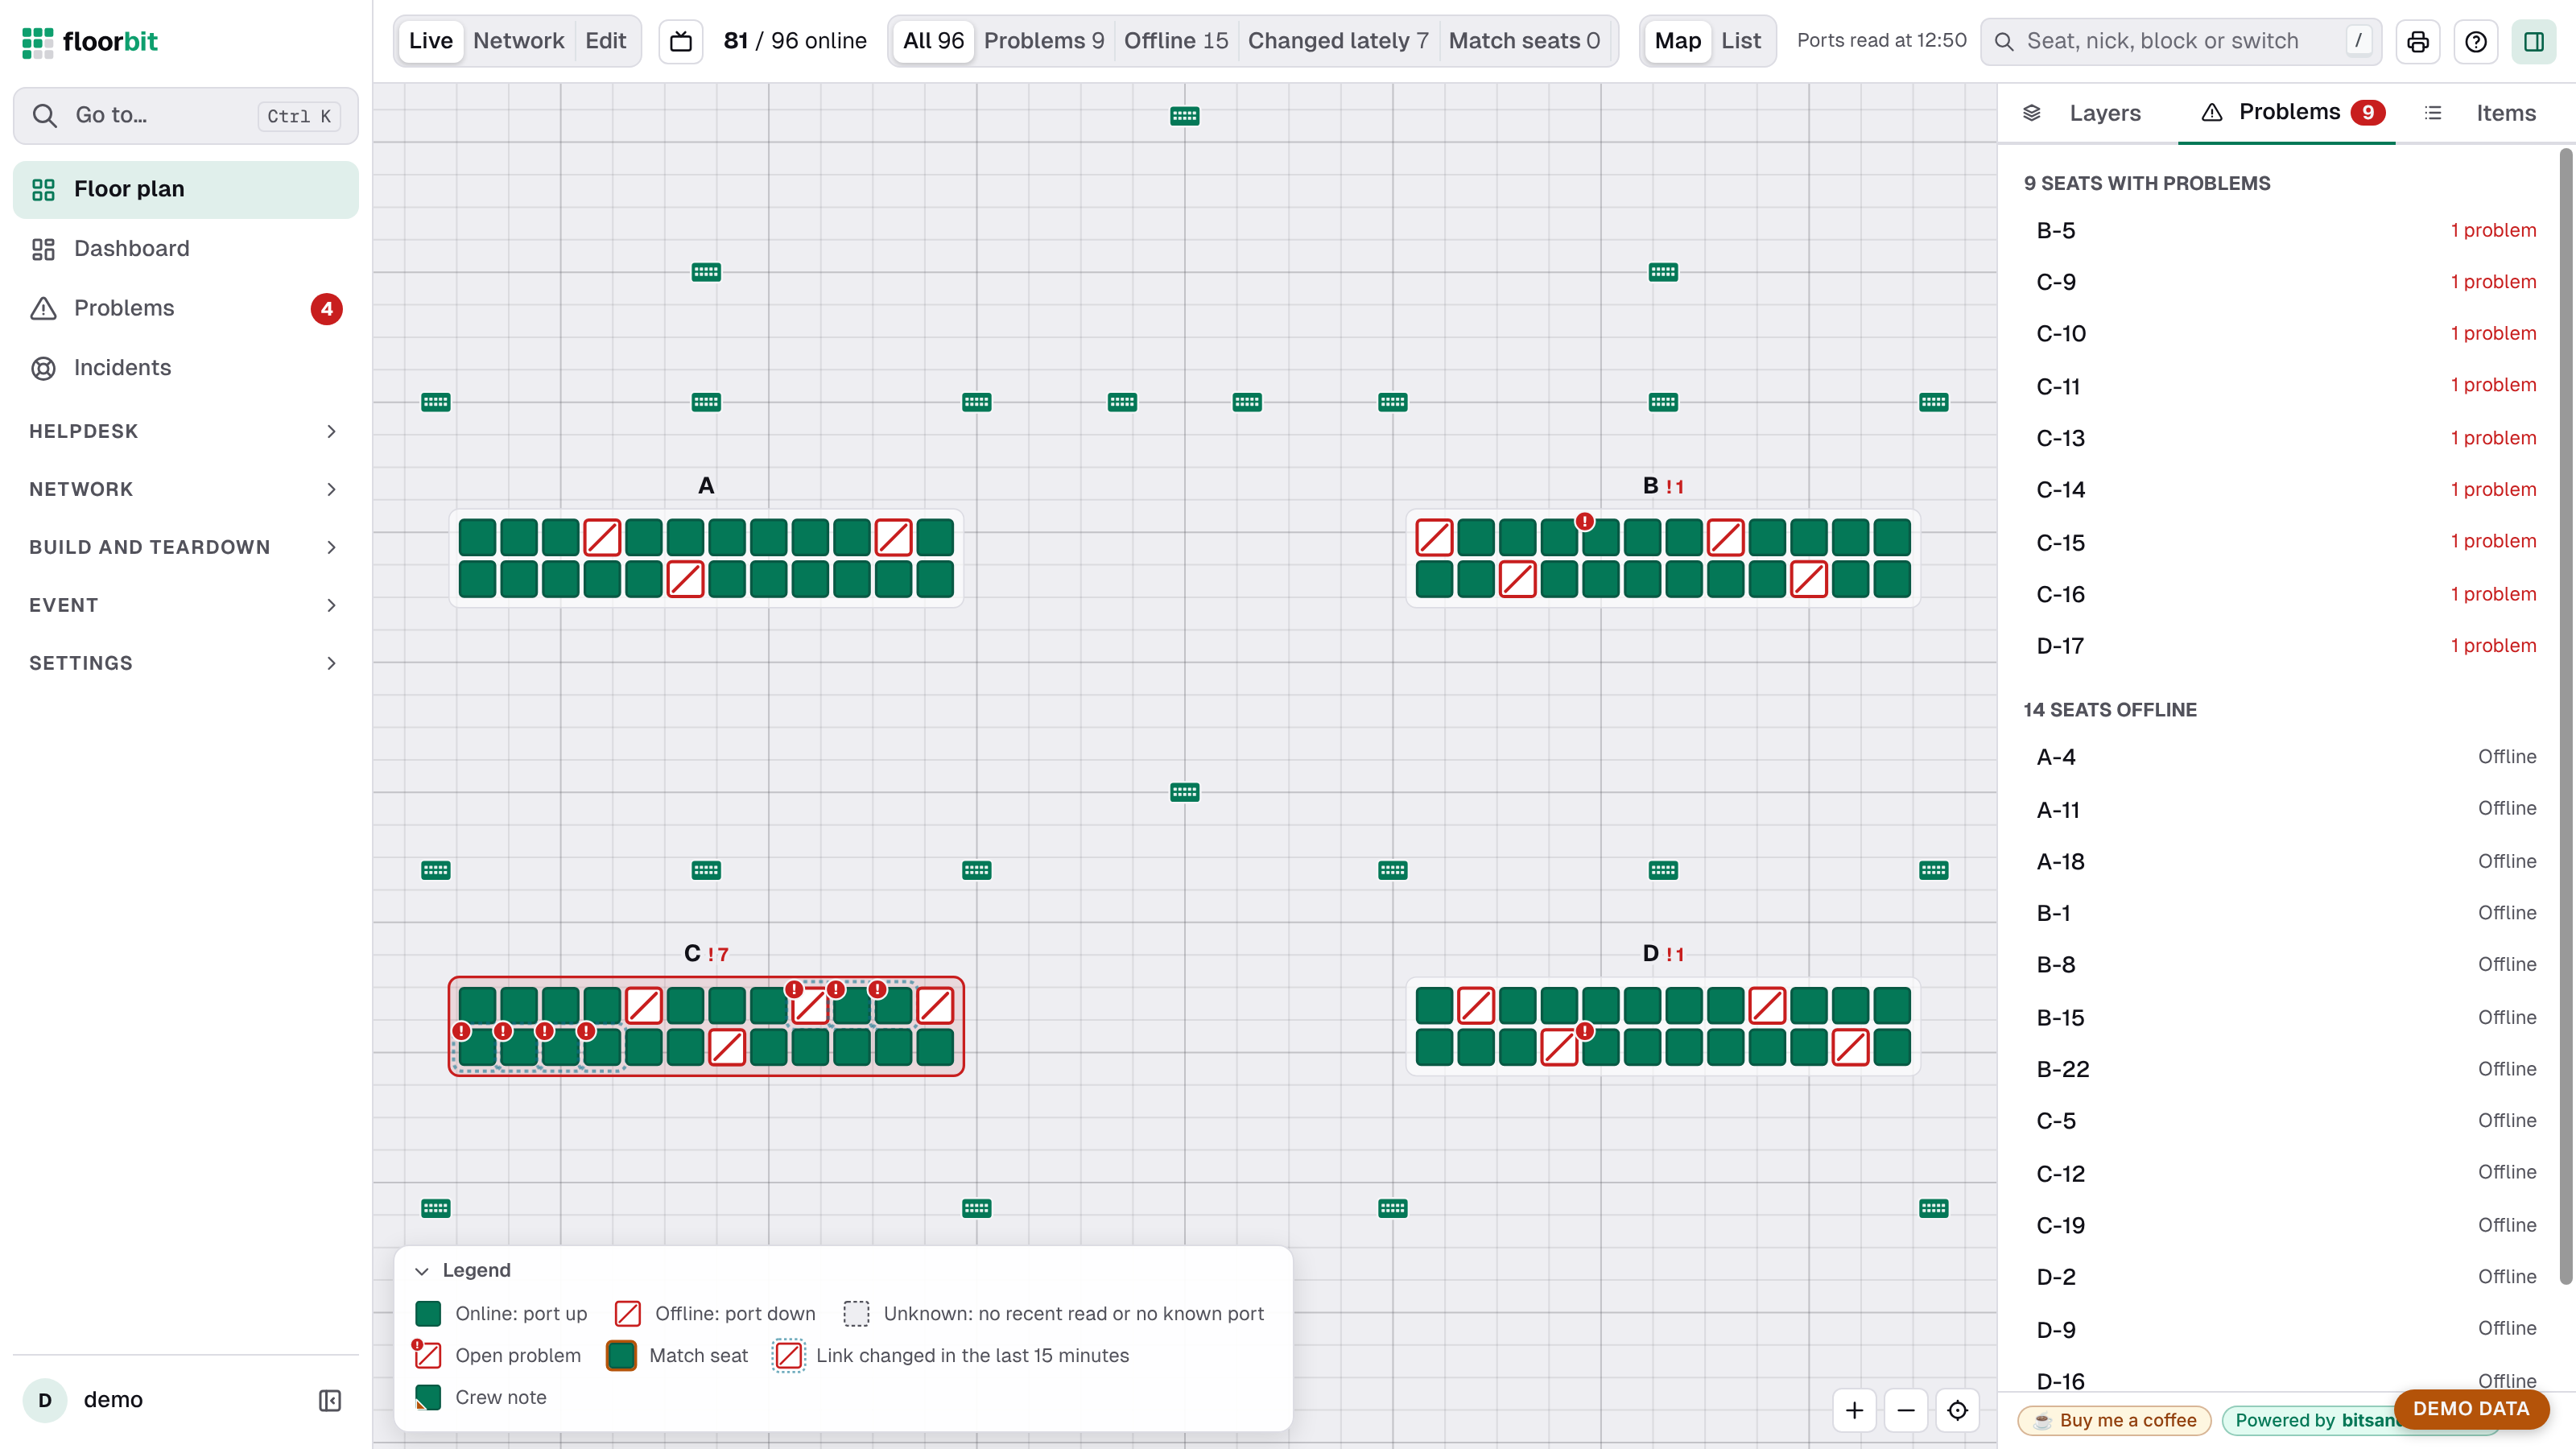 floorbit
Go to...
Ctrl K
Floor plan
Dashboard
Problems 4
Incidents
HELPDESK
NETWORK
BUILD AND TEARDOWN
EVENT
SETTINGS
D demo
Live Network Edit
81 / 96 online
All 96 Problems 9 Offline 15 Changed lately 7 Match seats 0
Map List
Ports read at 12:50
Seat, nick, block or switch /
A
B !1
C !7
D !1
Legend
Online: port up
Offline: port down
Unknown: no recent read or no known port
Open problem
Match seat
Link changed in the last 15 minutes
Crew note
Layers
Problems 9
Items
9 SEATS WITH PROBLEMS
B-5 1 problem
C-9 1 problem
C-10 1 problem
C-11 1 problem
C-13 1 problem
C-14 1 problem
C-15 1 problem
C-16 1 problem
D-17 1 problem
14 SEATS OFFLINE
A-4 Offline
A-11 Offline
A-18 Offline
B-1 Offline
B-8 Offline
B-15 Offline
B-22 Offline
C-5 Offline
C-12 Offline
C-19 Offline
D-2 Offline
D-9 Offline
D-16 Offline
Buy me a coffee
Powered by
DEMO DATA